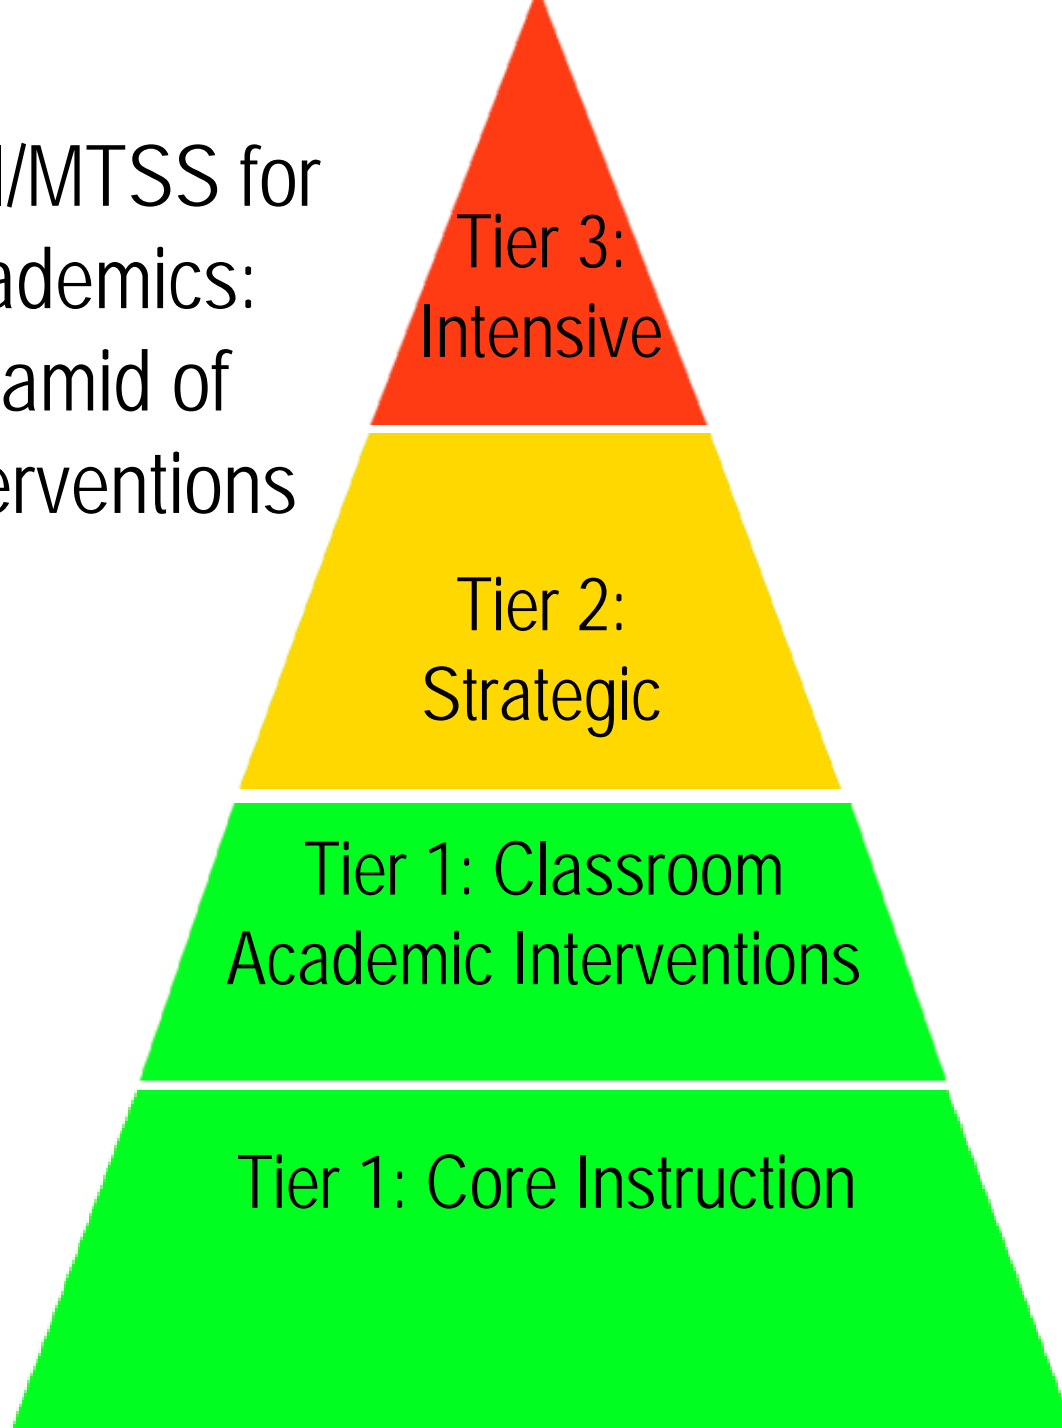 /MTSS for
ademics:
amid of
erventions
Tier 3:
Intensive
Tier 2:
Strategic
Tier 1: Classroom
Academic Interventions
Tier 1: Core Instruction